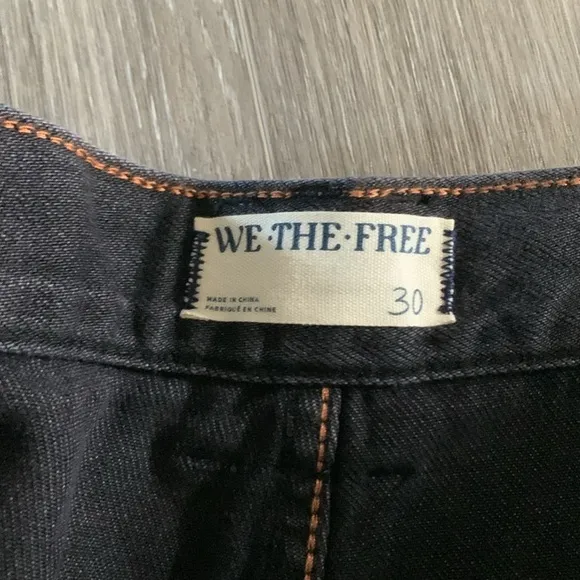 WE·THE·FREE
MADE IN CHINA
FABRIQUÉ EN CHINE
30